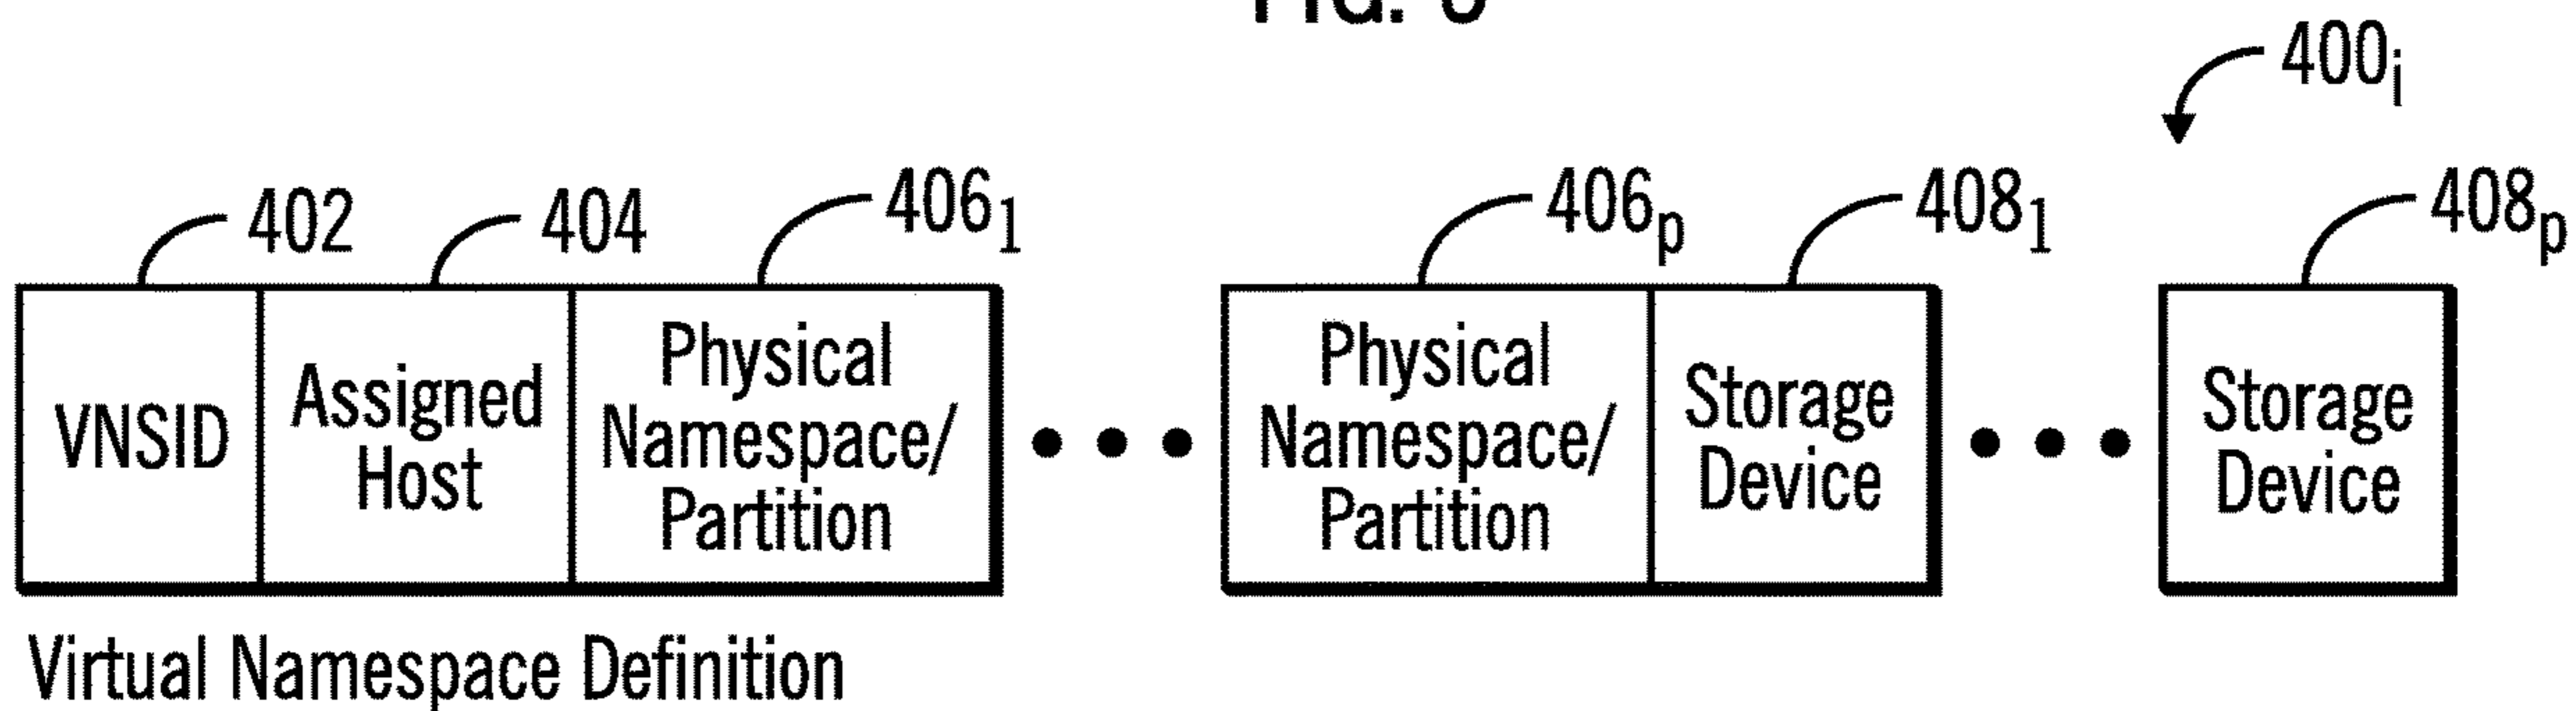 400i
402
404
4061
406p
4081
408p
VNSID
Assigned
Host
Physical
Namespace/
Partition
• • •
Physical
Namespace/
Partition
Storage
Device
• • •
Storage
Device
Virtual Namespace Definition